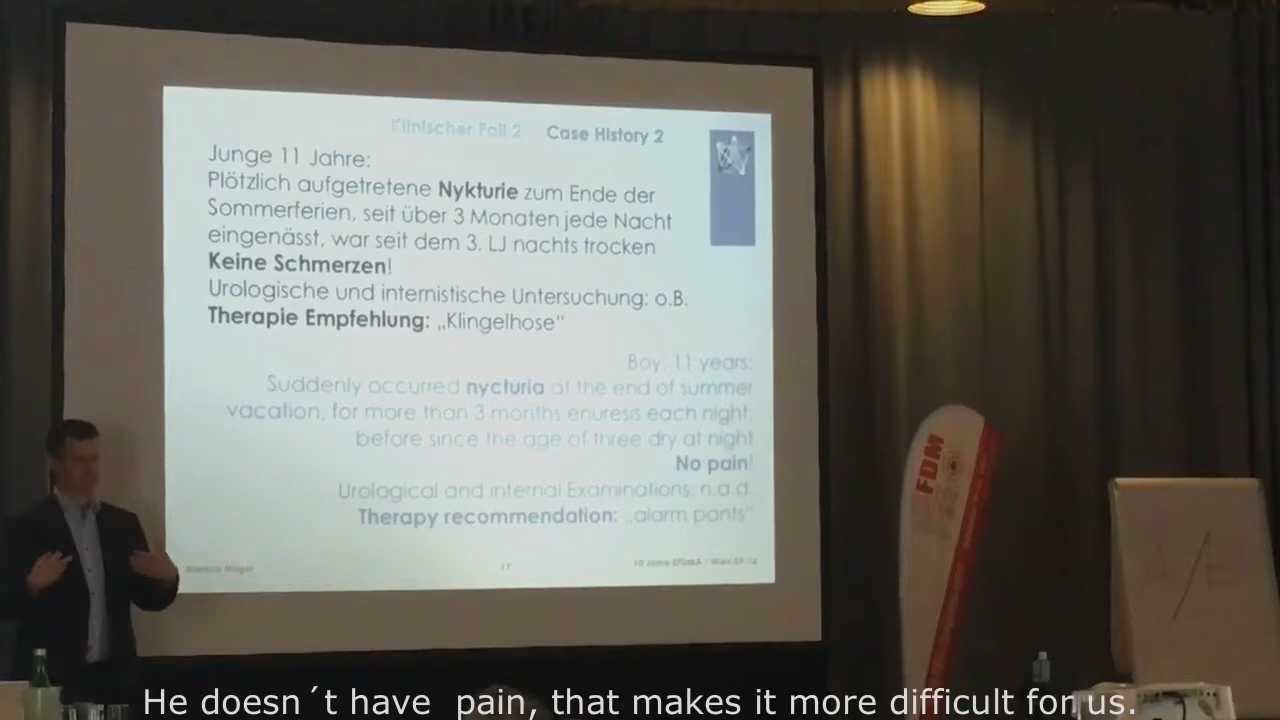 Klinischer Fall 2 Case History 2
Junge 11 Jahre:
Plötzlich aufgetretene Nykturie zum Ende der
Sommerferien, seit über 3 Monaten jede Nacht
eingenässt, war seit dem 3. LJ nachts trocken
Keine Schmerzen!
Urologische und internistische Untersuchung: o.B.
Therapie Empfehlung: „Klingelhose“
Boy, 11 years:
Suddenly occurred nycturia at the end of summer
vacation, for more than 3 months enuresis each night,
before since the age of three dry at night
No pain!
Urological and internal Examinations: n.a.d.
Therapy recommendation: „alarm pants“
17
FDM
He doesn´t have pain, that makes it more difficult for us.